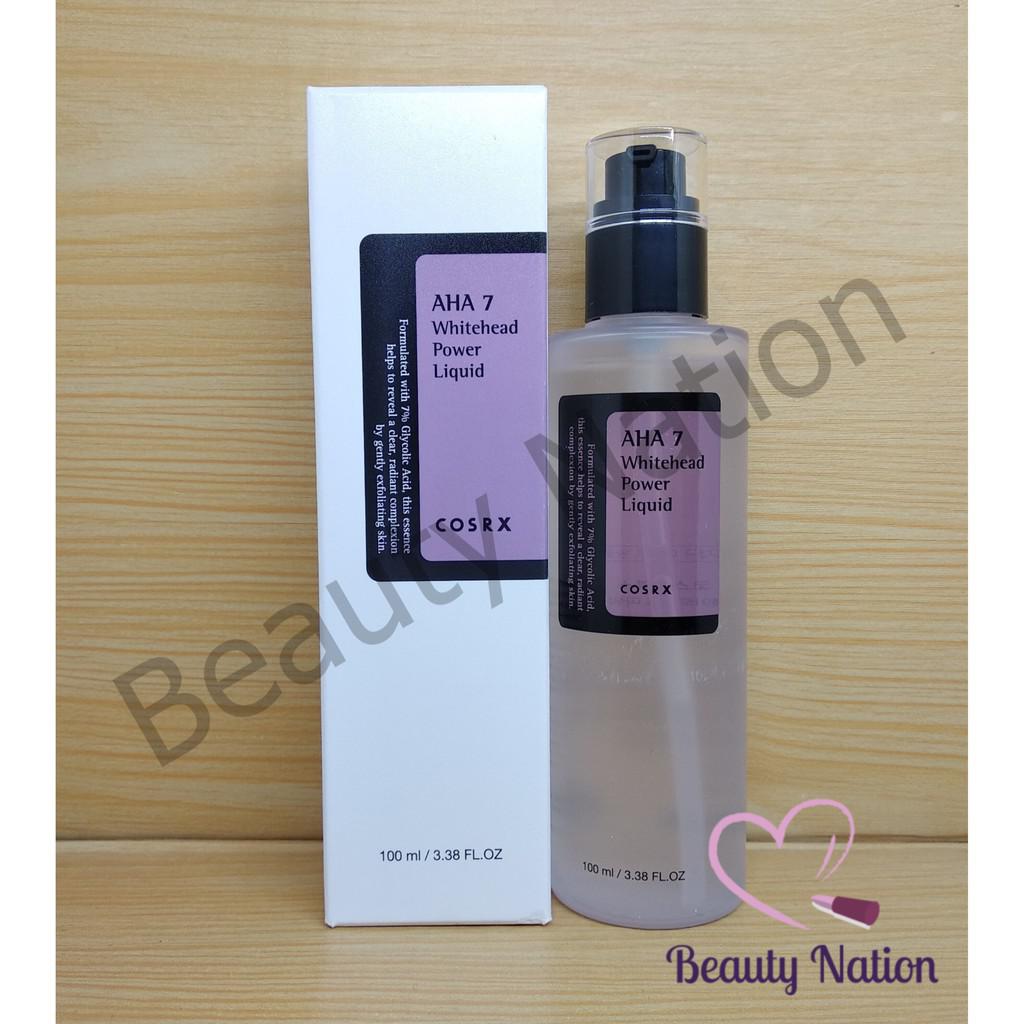 AHA 7
Whitehead
Power
Liquid
Formulated with 7% Glycolic Acid, this essence
helps to reveal a clear, radiant complexion
by gently exfoliating skin.
COSRX
100 ml / 3.38 FL.OZ
AHA 7
Whitehead
Power
Liquid
Formulated with 7% Glycolic Acid,
this essence helps to reveal a clear, radiant
complexion by gently exfoliating skin.
COSRX
100 ml / 3.38 FL.OZ
Beauty Nation
Beauty Nation